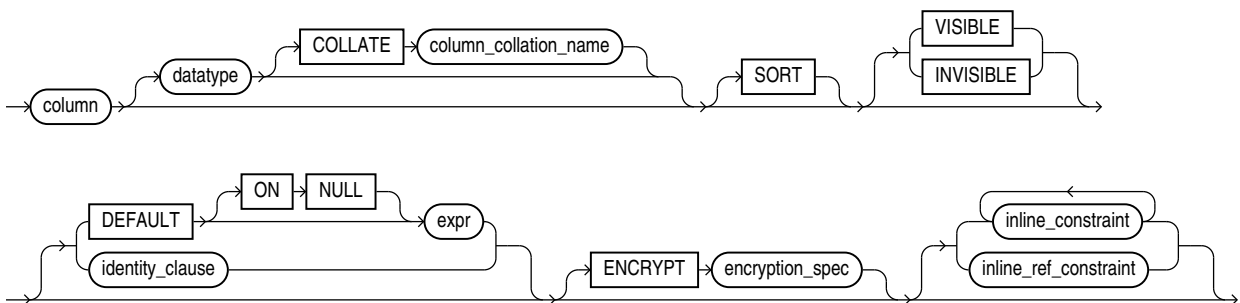 COLLATE column_collation_name VISIBLE
datatype SORT INVISIBLE
column
ON NULL
DEFAULT expr inline_constraint
identity_clause ENCRYPT encryption_spec inline_ref_constraint